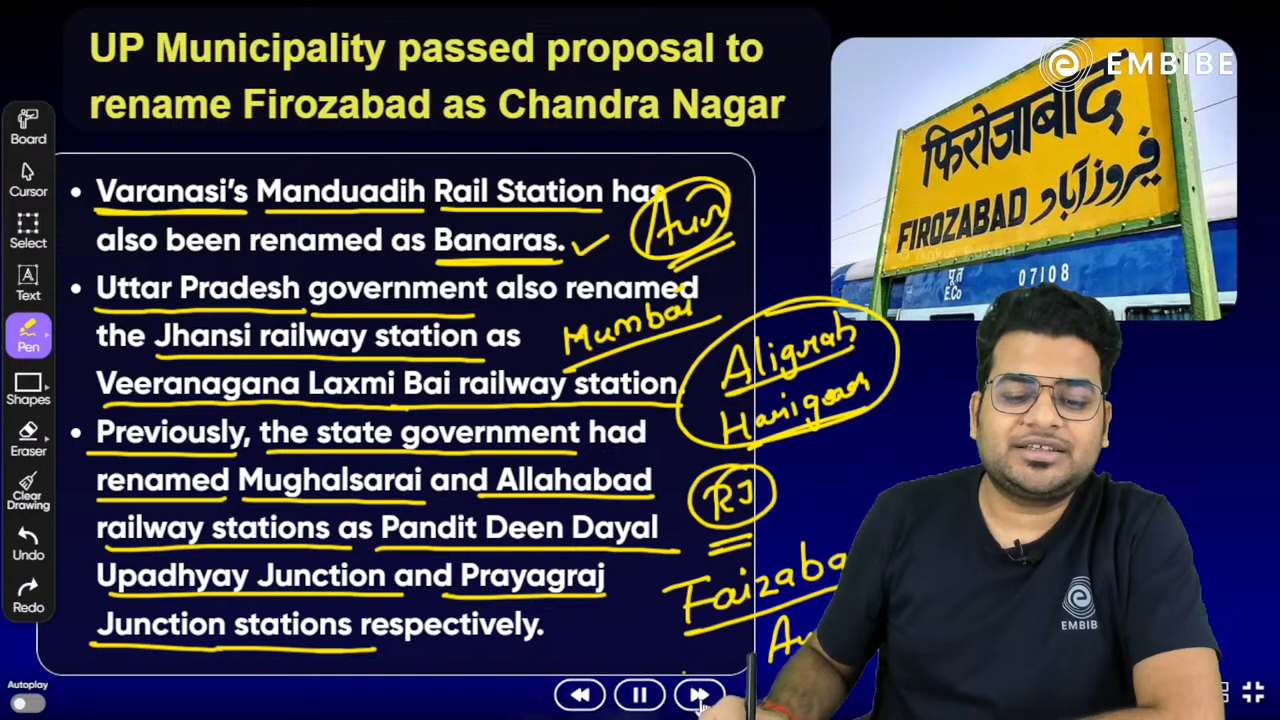 UP Municipality passed proposal to
rename Firozabad as Chandra Nagar
EMBIBE
फिरोजाबाद
FIROZABAD فیروزآباد
पूत
E.Co
07108
Board
Cursor
Select
Text
Pen
Shapes
Eraser
Clear
Drawing
Undo
Redo
• Varanasi's Manduadih Rail Station has
also been renamed as Banaras.
• Uttar Pradesh government also renamed
the Jhansi railway station as
Veeranagana Laxmi Bai railway station.
• Previously, the state government had
renamed Mughalsarai and Allahabad
railway stations as Pandit Deen Dayal
Upadhyay Junction and Prayagraj
Junction stations respectively.
Mumbai
Aligrah
Harigarh
RJ
Faizaba
EMBIB
Autoplay